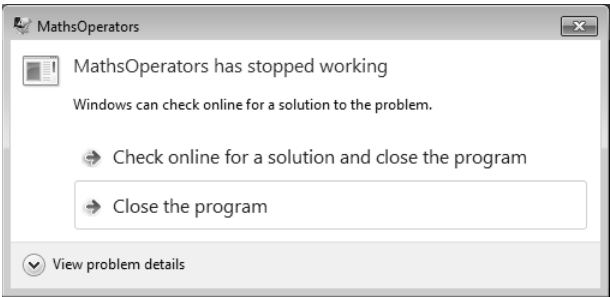 MathsOperators
MathsOperators has stopped working
Windows can check online for a solution to the problem.
Check online for a solution and close the program
Close the program
View problem details